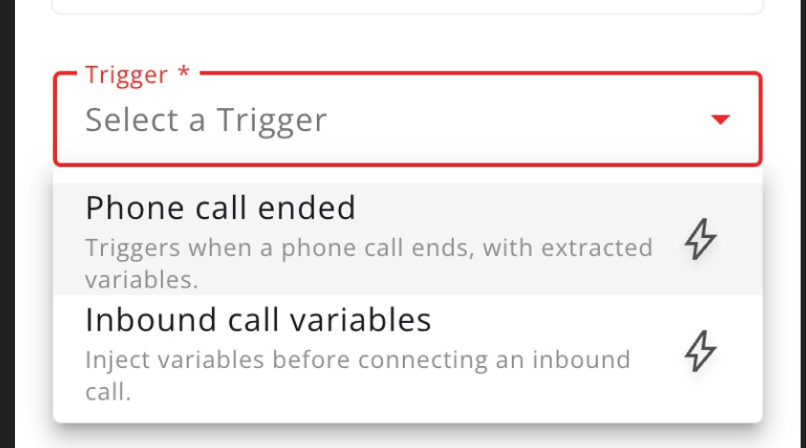 Trigger *
Select a Trigger
Phone call ended
Triggers when a phone call ends, with extracted
variables.
Inbound call variables
Inject variables before connecting an inbound
call.